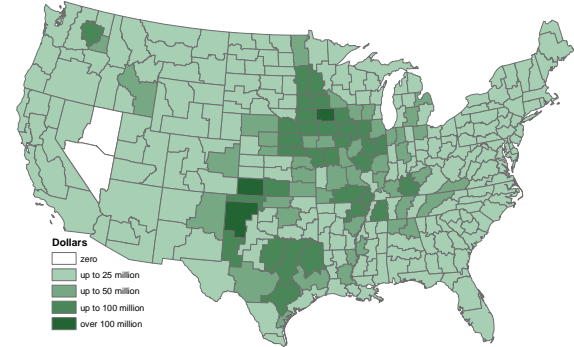 Dollars
zero
up to 25 million
up to 50 million
up to 100 million
over 100 million